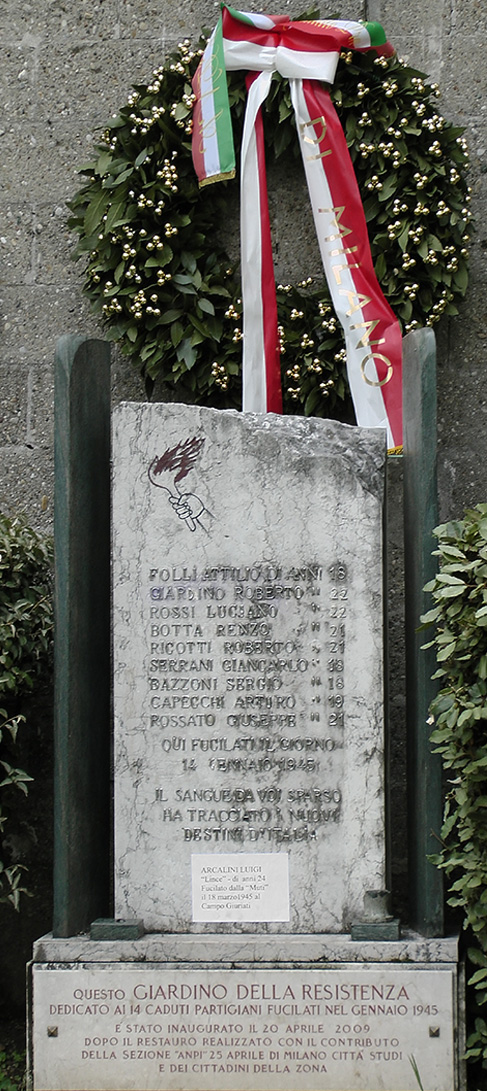 DI MILANO
FOLLI ATTILIO DI ANNI 18
GIARDINO ROBERTO " 22
ROSSI LUCIANO " " 22
BOTTA RENZO " " 21
RICOTTI ROBERTO " 21
SERRANI GIANCARLO " 18
BAZZONI SERGIO " " 18
CAPECCHI ARTURO " " 19
ROSSATO GIUSEPPE " 21
QUI FUCILATI IL GIORNO
14 GENNAIO 1945
IL SANGUE DA VOI SPARSO
HA TRACCIATO I NUOVI
DESTINI D'ITALIA
ARCALINI LUIGI
"Lince" - di anni 24
Fucilato dalla "Muti"
il 18 marzo1945 al
Campo Giuriati
QUESTO GIARDINO DELLA RESISTENZA
DEDICATO AI 14 CADUTI PARTIGIANI FUCILATI NEL GENNAIO 1945
E STATO INAUGURATO IL 20 APRILE 2009
DOPO IL RESTAURO REALIZZATO CON IL CONTRIBUTO
DELLA SEZIONE "ANPI" 25 APRILE DI MILANO CITTÀ STUDI
E DEI CITTADINI DELLA ZONA